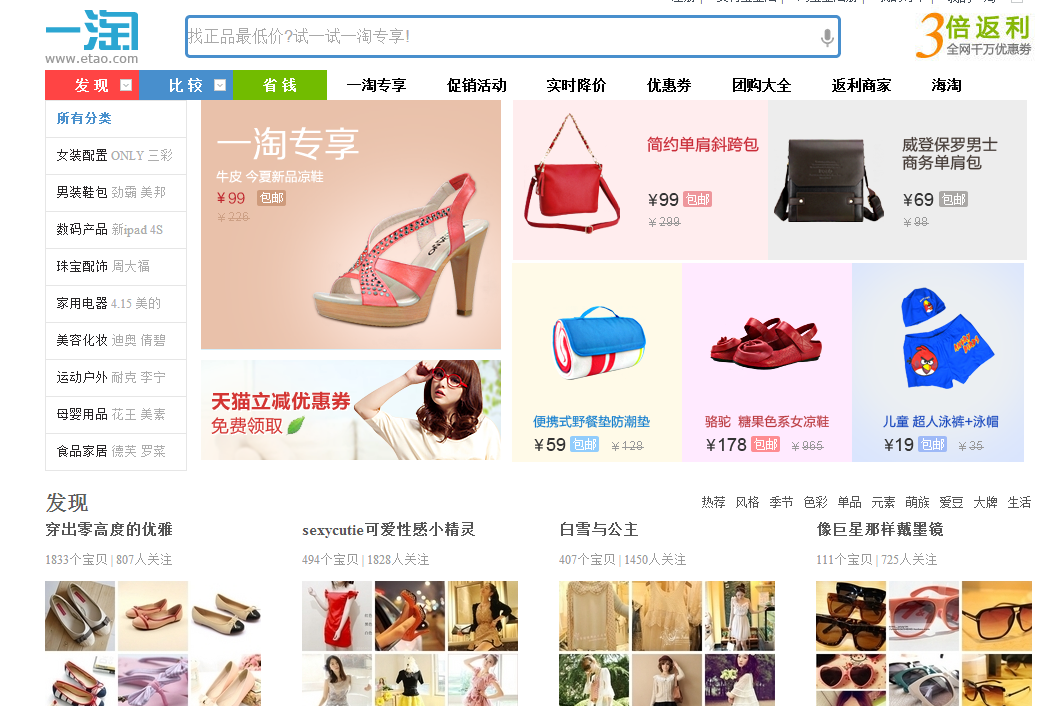 一淘
www.etao.com
找正品最低价?试一试一淘专享!
3倍返利
全网千万优惠券
发现 比较 省钱 一淘专享 促销活动 实时降价 优惠券 团购大全 返利商家 海淘
所有分类
女装配置 ONLY 三彩
男装鞋包 劲霸 美邦
数码产品 新ipad 4S
珠宝配饰 周大福
家用电器 4.15 美的
美容化妆 迪奥 倩碧
运动户外 耐克 李宁
母婴用品 花王 美素
食品家居 德芙 罗菜
一淘专享
牛皮 今夏新品凉鞋
¥99 包邮
¥226
天猫立减优惠券
免费领取
简约单肩斜跨包
¥99 包邮
¥299
威登保罗男士
商务单肩包
¥69 包邮
¥98
便携式野餐垫防潮垫
¥59 包邮 ¥128
骆驼 糖果色系女凉鞋
¥178 包邮 ¥965
儿童 超人泳裤+泳帽
¥19 包邮 ¥35
发现
热荐 风格 季节 色彩 单品 元素 萌族 爱豆 大牌 生活
穿出零高度的优雅
1833个宝贝 | 807人关注
sexycutie可爱性感小精灵
494个宝贝 | 1828人关注
白雪与公主
407个宝贝 | 1450人关注
像巨星那样戴墨镜
111个宝贝 | 725人关注